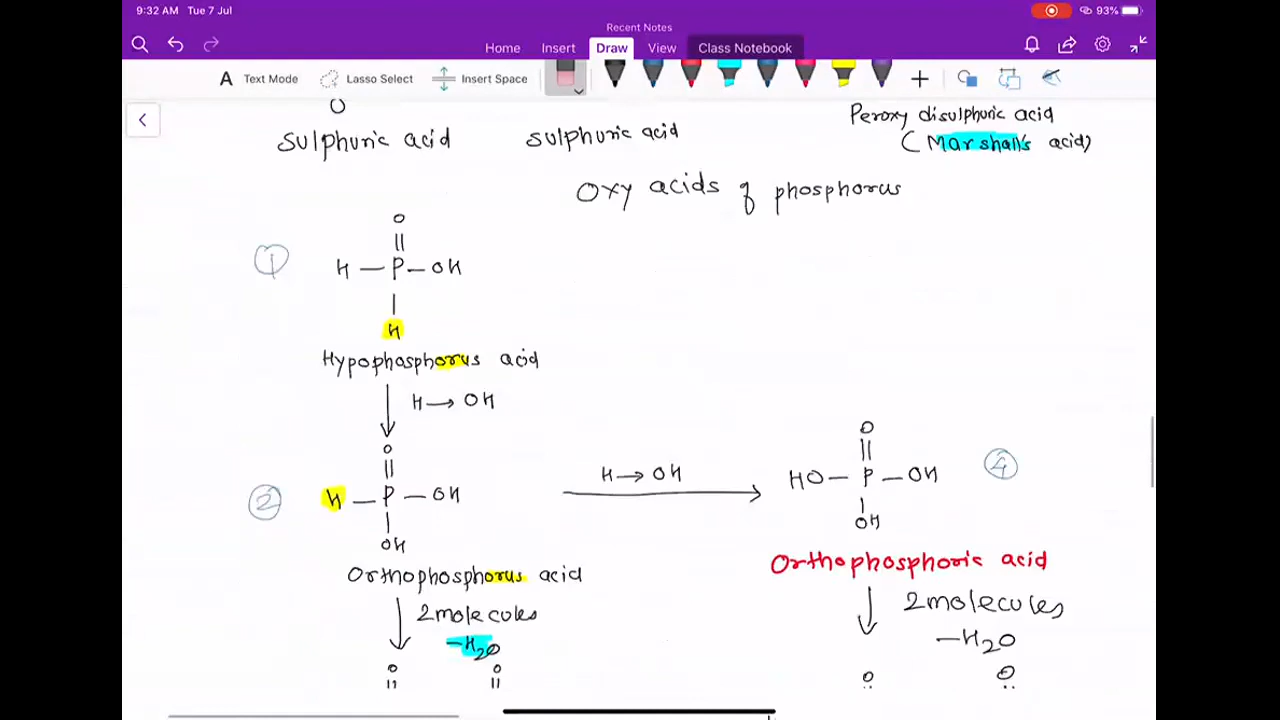 9:32 AM Tue 7 Jul
93%
Recent Notes
Home Insert Draw View Class Notebook
A Text Mode Lasso Select Insert Space
O
Sulphuric acid
sulphuric acid
Peroxy disulphuric acid
(Marshall's acid)
Oxy acids of phosphorus
O
||
① H — P — OH
|
H
Hypophosphorus acid
↓ H → OH
O
||
② H — P — OH
|
OH
Orthophosphorus acid
↓ 2 molecules
-H2O
O O
|| ||
H → OH
→
O
||
HO — P — OH ④
|
OH
Orthophosphoric acid
↓ 2 molecules
-H2O
O O
|| ||